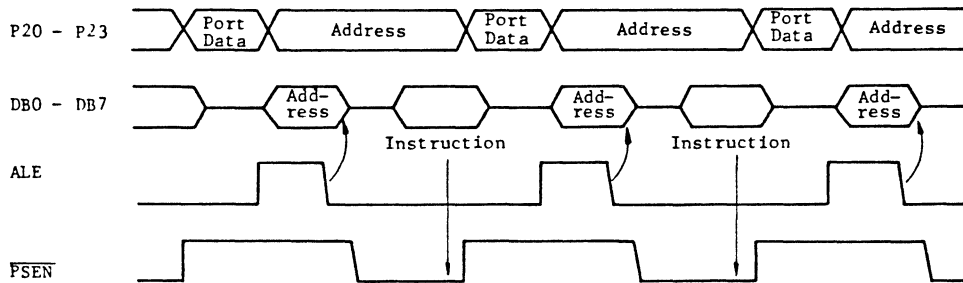 P20 - P23
Port
Data
Address
Port
Data
Address
Port
Data
Address
DB0 - DB7
Add-
ress
Add-
ress
Add-
ress
Instruction
Instruction
ALE
PSEN